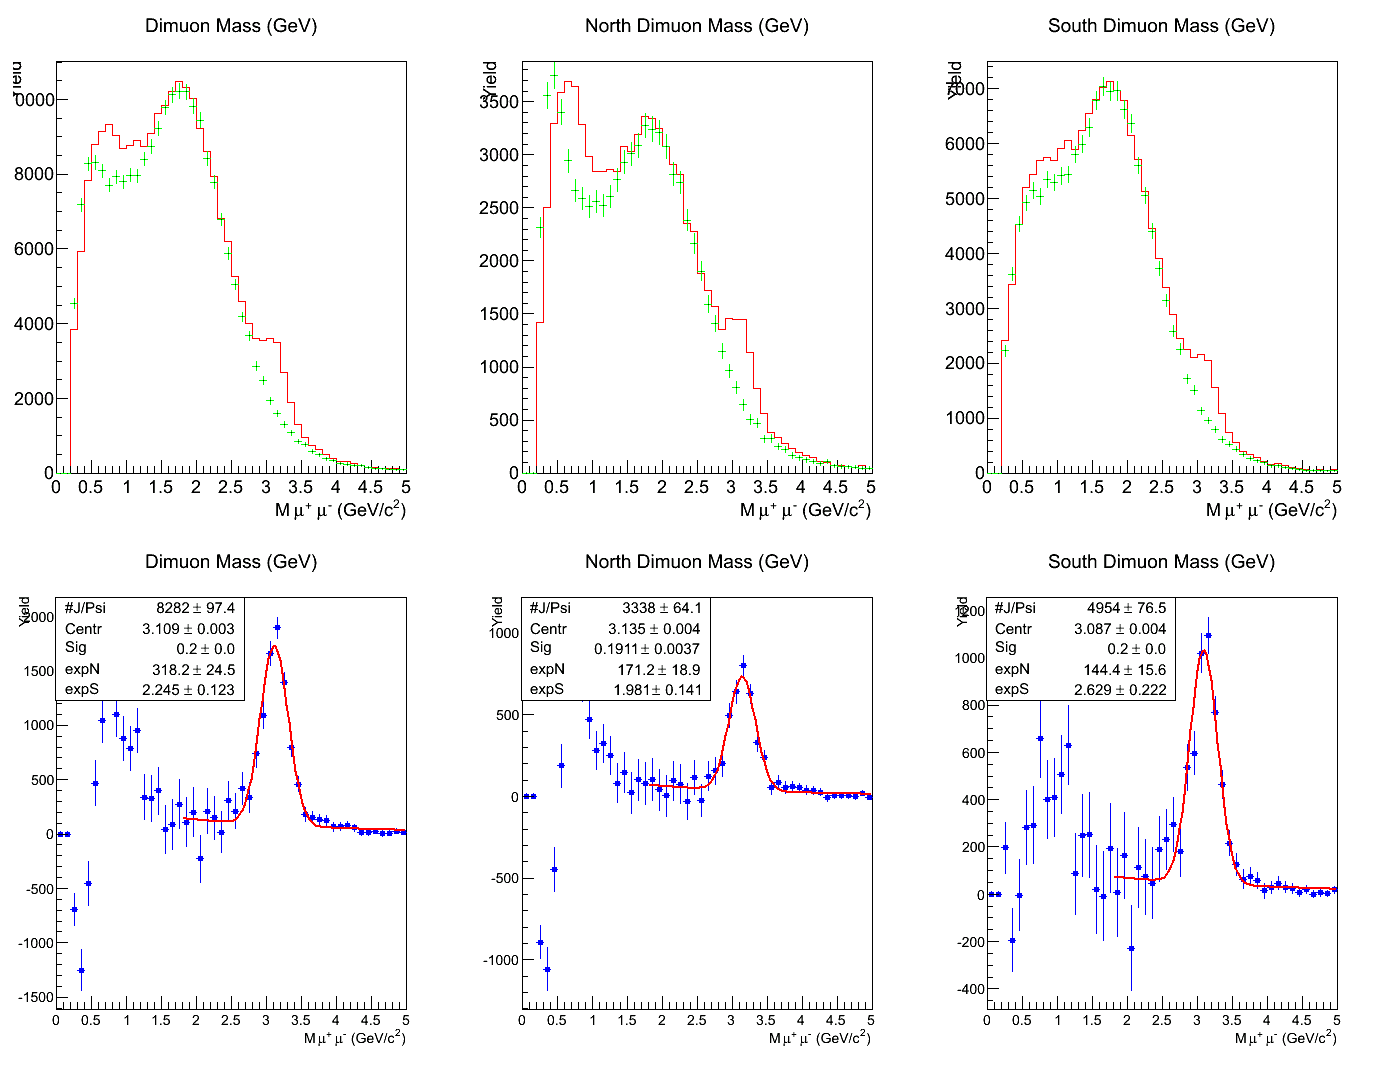 Dimuon Mass (GeV)
North Dimuon Mass (GeV)
South Dimuon Mass (GeV)
Yield
0000
8000
6000
4000
2000
0
0 0.5 1 1.5 2 2.5 3 3.5 4 4.5 5
M μ⁺ μ⁻ (GeV/c²)
Yield
3500
3000
2500
2000
1500
1000
500
0
0 0.5 1 1.5 2 2.5 3 3.5 4 4.5 5
M μ⁺ μ⁻ (GeV/c²)
Yield
7000
6000
5000
4000
3000
2000
1000
0
0 0.5 1 1.5 2 2.5 3 3.5 4 4.5 5
M μ⁺ μ⁻ (GeV/c²)
Dimuon Mass (GeV)
North Dimuon Mass (GeV)
South Dimuon Mass (GeV)
Yield
#J/Psi 8282 ± 97.4
Centr 3.109 ± 0.003
Sig 0.2 ± 0.0
expN 318.2 ± 24.5
expS 2.245 ± 0.123
2000
1500
1000
500
0
-500
-1000
-1500
0 0.5 1 1.5 2 2.5 3 3.5 4 4.5 5
M μ⁺ μ⁻ (GeV/c²)
Yield
#J/Psi 3338 ± 64.1
Centr 3.135 ± 0.004
Sig 0.1911 ± 0.0037
expN 171.2 ± 18.9
expS 1.981 ± 0.141
1000
500
0
-500
-1000
0 0.5 1 1.5 2 2.5 3 3.5 4 4.5 5
M μ⁺ μ⁻ (GeV/c²)
Yield
#J/Psi 4954 ± 76.5
Centr 3.087 ± 0.004
Sig 0.2 ± 0.0
expN 144.4 ± 15.6
expS 2.629 ± 0.222
1200
1000
800
600
400
200
0
-200
-400
0 0.5 1 1.5 2 2.5 3 3.5 4 4.5 5
M μ⁺ μ⁻ (GeV/c²)